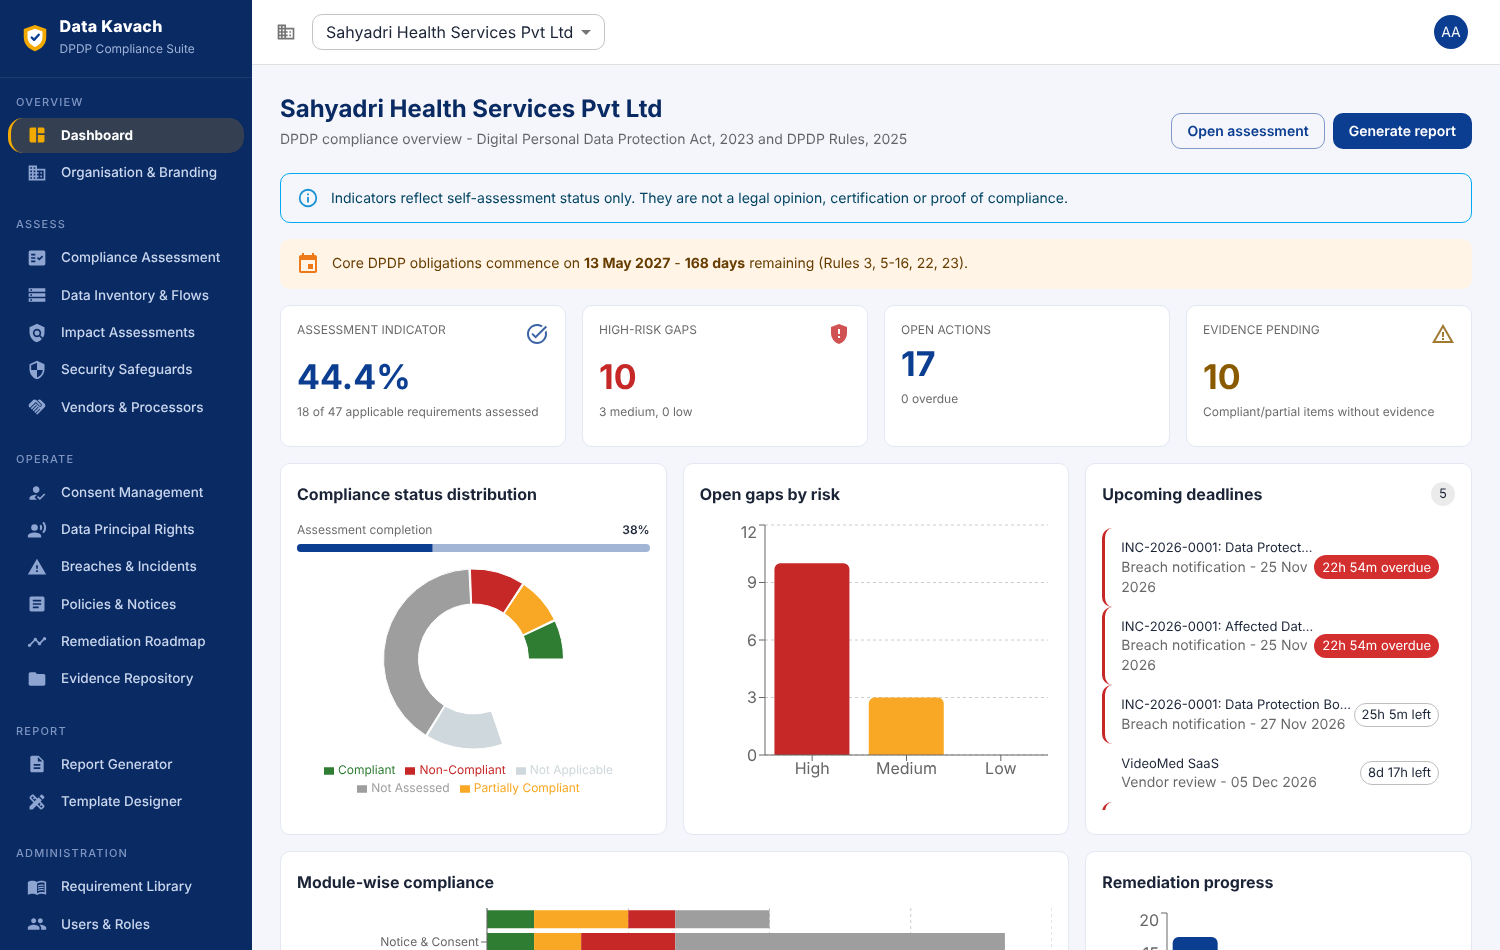 Data Kavach
DPDP Compliance Suite
OVERVIEW
Dashboard
Organisation & Branding
ASSESS
Compliance Assessment
Data Inventory & Flows
Impact Assessments
Security Safeguards
Vendors & Processors
OPERATE
Consent Management
Data Principal Rights
Breaches & Incidents
Policies & Notices
Remediation Roadmap
Evidence Repository
REPORT
Report Generator
Template Designer
ADMINISTRATION
Requirement Library
Users & Roles
Sahyadri Health Services Pvt Ltd
AA
Sahyadri Health Services Pvt Ltd
DPDP compliance overview - Digital Personal Data Protection Act, 2023 and DPDP Rules, 2025
Open assessment
Generate report
Indicators reflect self-assessment status only. They are not a legal opinion, certification or proof of compliance.
Core DPDP obligations commence on 13 May 2027 - 168 days remaining (Rules 3, 5-16, 22, 23).
ASSESSMENT INDICATOR
44.4%
18 of 47 applicable requirements assessed
HIGH-RISK GAPS
10
3 medium, 0 low
OPEN ACTIONS
17
0 overdue
EVIDENCE PENDING
10
Compliant/partial items without evidence
Compliance status distribution
Assessment completion 38%
Compliant Non-Compliant Not Applicable
Not Assessed Partially Compliant
Open gaps by risk
12
9
6
3
0
High Medium Low
Upcoming deadlines 5
INC-2026-0001: Data Protect...
Breach notification - 25 Nov
2026
22h 54m overdue
INC-2026-0001: Affected Dat...
Breach notification - 25 Nov
2026
22h 54m overdue
INC-2026-0001: Data Protection Bo...
Breach notification - 27 Nov 2026
25h 5m left
VideoMed SaaS
Vendor review - 05 Dec 2026
8d 17h left
Module-wise compliance
Notice & Consent
Remediation progress
20